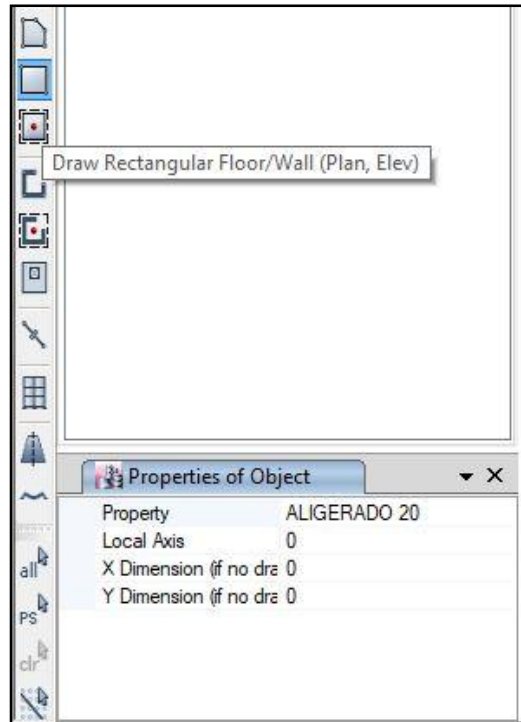 Draw Rectangular Floor/Wall (Plan, Elev)
Properties of Object
Property ALIGERADO 20
Local Axis 0
X Dimension (if no dra 0
Y Dimension (if no dra 0
all
PS
clr